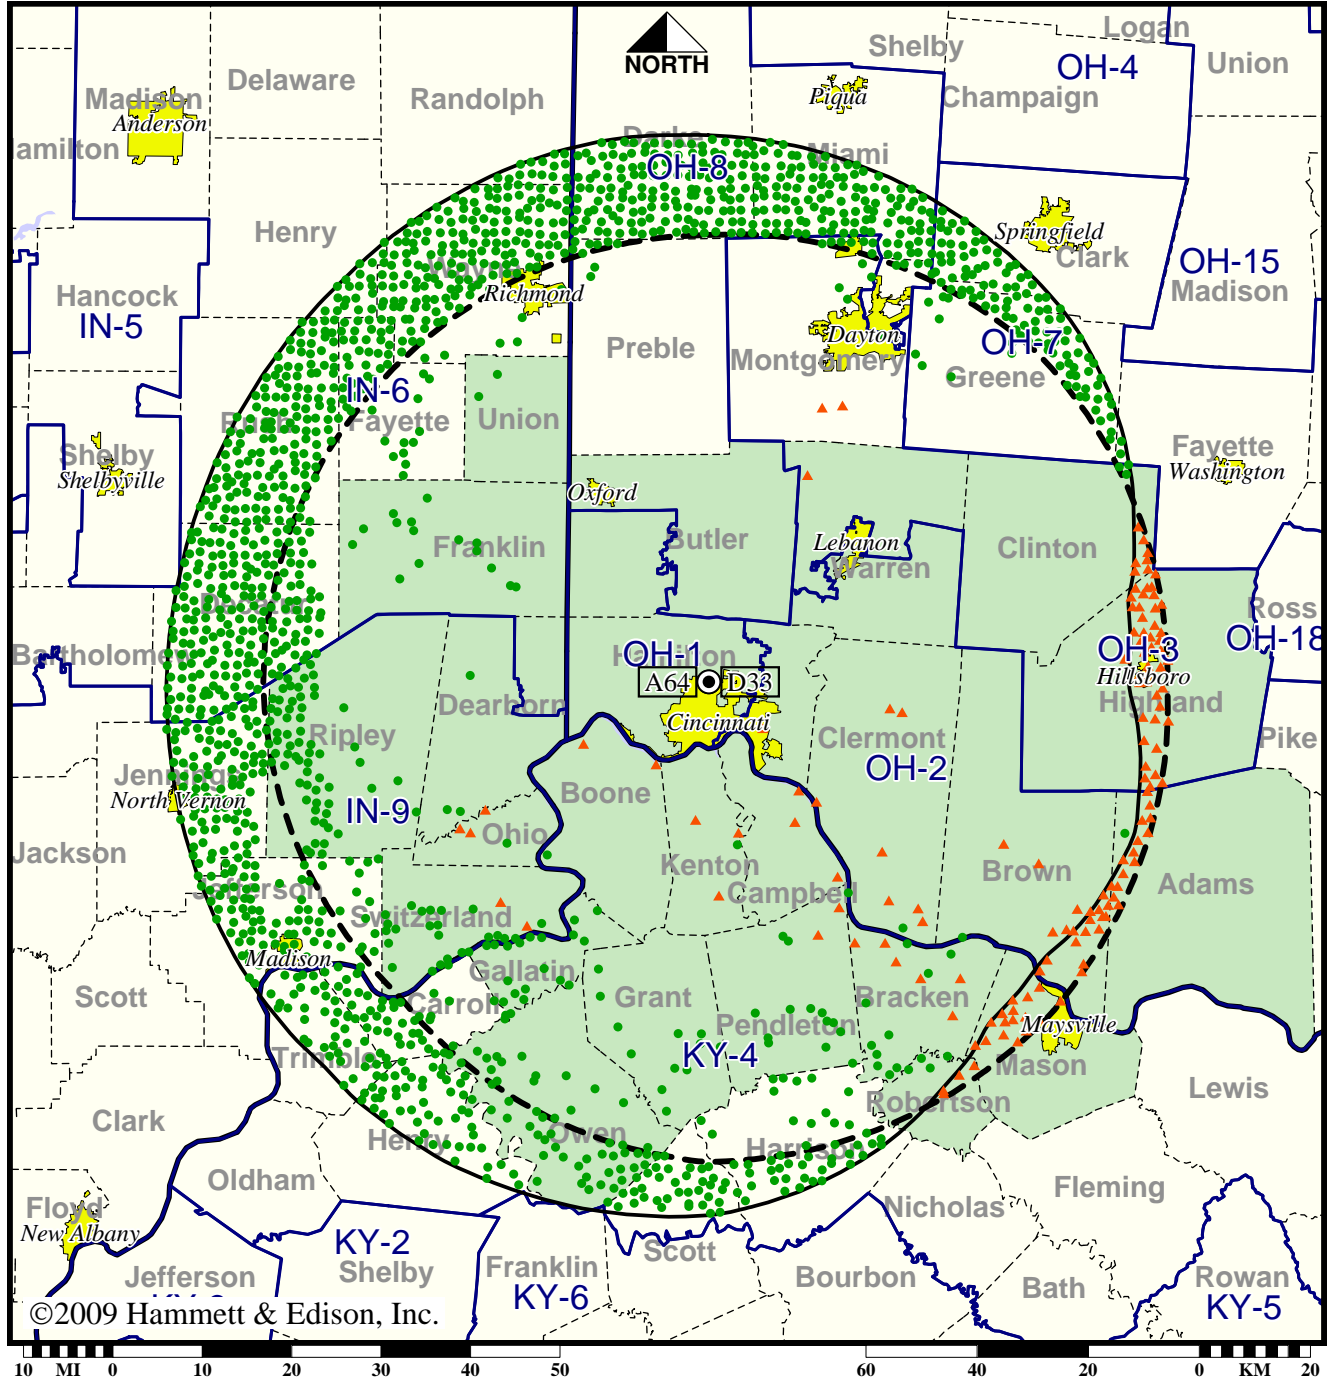 Logan
Shelby
OH-4
Union
NORTH
Delaware
Randolph
Madison
Anderson
Piqua
Champaign
amilton
Darke
Miami
OH-8
Henry
Springfield
Clark
OH-15
Madison
Wayne
Richmond
Hancock
IN-5
Dayton
OH-7
Preble
Montgomery
Greene
IN-6
Rush
Fayette
Union
Fayette
Washington
Shelby
Shelbyville
Oxford
Franklin
Butler
Lebanon
Warren
Clinton
Decatur
Ross
OH-18
Bartholomew
OH-1
Hamilton
OH-3
Hillsboro
Highland
A64
D33
Cincinnati
Dearborn
Ripley
Clermont
OH-2
Pike
Jennings
North Vernon
IN-9
Boone
Ohio
Jackson
Kenton
Campbell
Brown
Adams
Jefferson
Switzerland
Madison
Gallatin
Scott
Carroll
Grant
Bracken
Pendleton
Maysville
Trimble
KY-4
Mason
Lewis
Robertson
Clark
Henry
Owen
Harrison
Oldham
Fleming
Floyd
New Albany
Nicholas
KY-2
Shelby
Scott
Jefferson
Franklin
KY-6
Bourbon
Bath
Rowan
KY-5
©2009 Hammett & Edison, Inc.
10 MI 0 10 20 30 40 50 60 40 20 0 KM 20